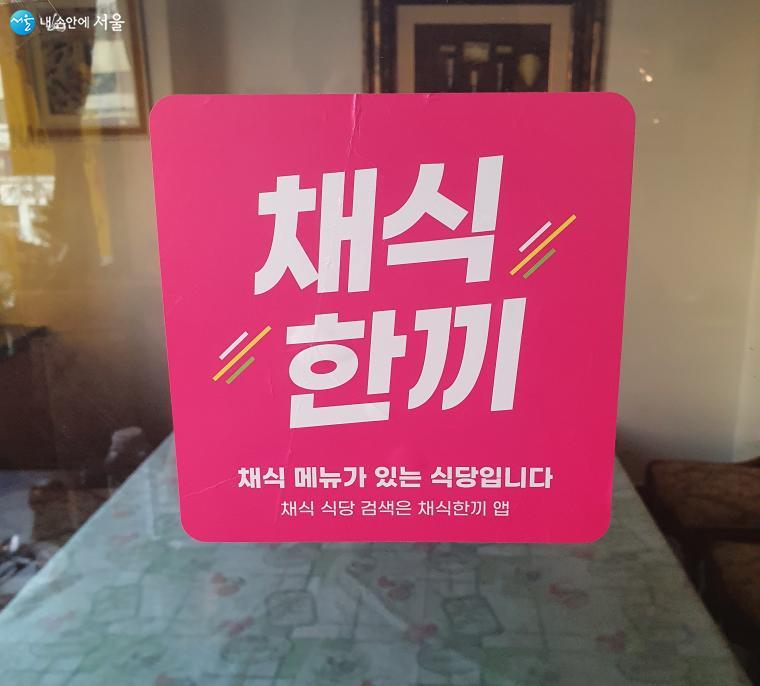 내 손안에 서울
채식
한끼
채식 메뉴가 있는 식당입니다
채식 식당 검색은 채식한끼 앱